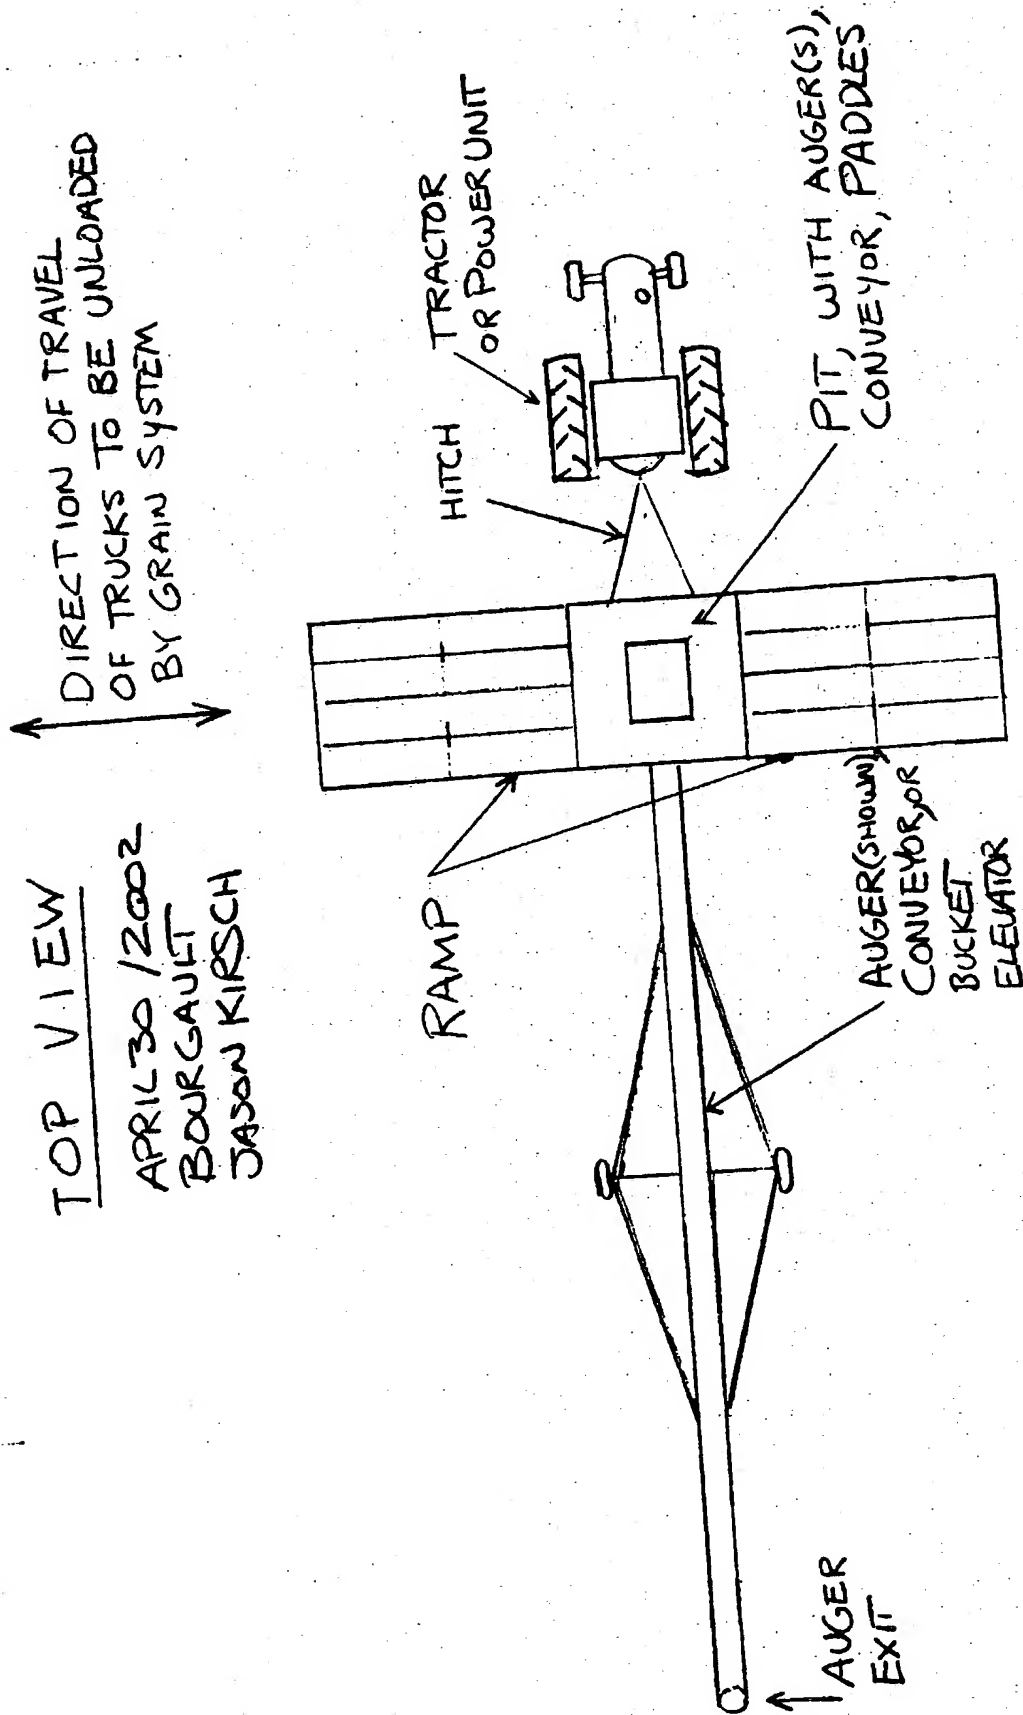 TOP VIEW
APRIL 30/2002
BOURGAULT
JASON KIRSCH
DIRECTION OF TRAVEL
OF TRUCKS TO BE UNLOADED
BY GRAIN SYSTEM
RAMP
HITCH
TRACTOR
OR POWER UNIT
AUGER
EXIT
AUGER(SHOWN),
CONVEYOR, OR
BUCKET
ELEVATOR
PIT, WITH AUGER(S),
CONVEYOR, PADDLES